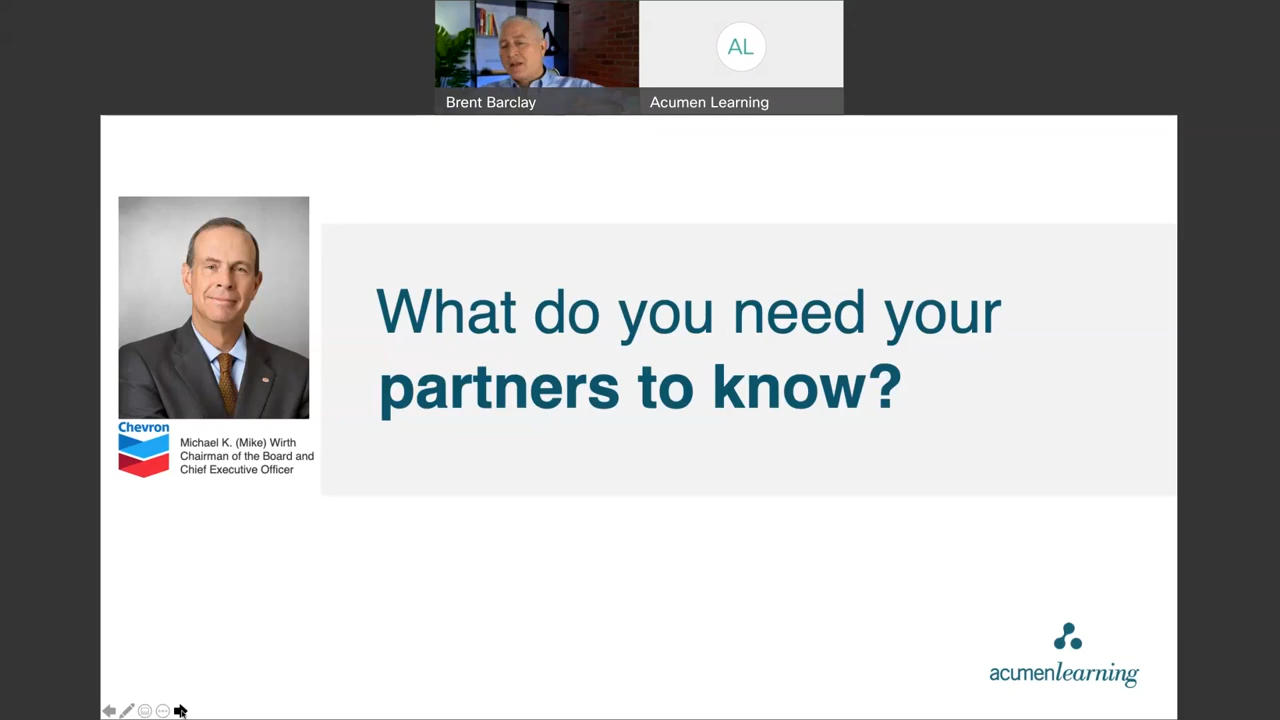 AL
Brent Barclay
Acumen Learning
What do you need your
partners to know?
Chevron
Michael K. (Mike) Wirth
Chairman of the Board and
Chief Executive Officer
acumenlearning